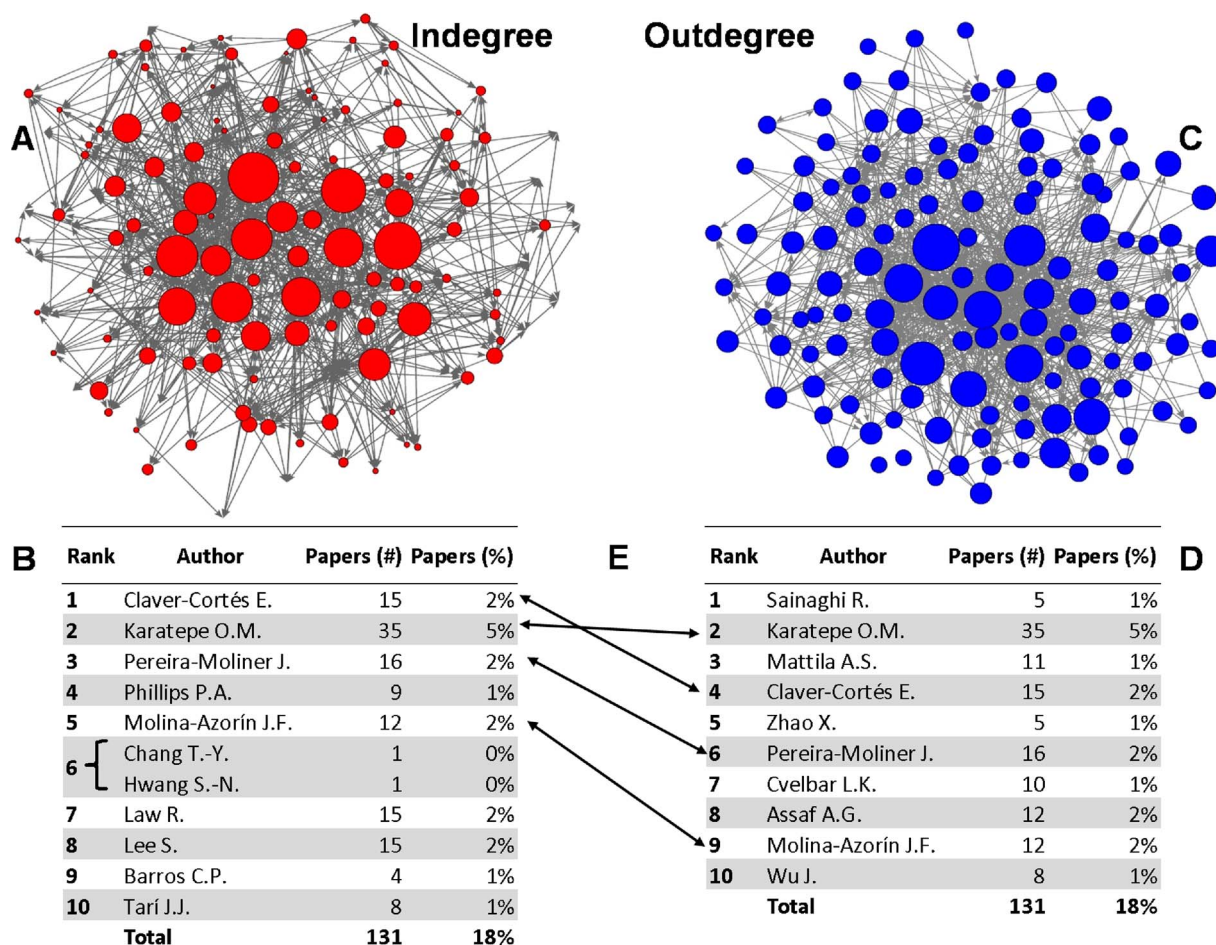 Indegree
Outdegree
A
C
B
Rank Author Papers (#) Papers (%)
1 Claver-Cortés E. 15 2%
2 Karatepe O.M. 35 5%
3 Pereira-Moliner J. 16 2%
4 Phillips P.A. 9 1%
5 Molina-Azorín J.F. 12 2%
6 Chang T.-Y. 1 0%
Hwang S.-N. 1 0%
7 Law R. 15 2%
8 Lee S. 15 2%
9 Barros C.P. 4 1%
10 Tarí J.J. 8 1%
Total 131 18%
E
Rank Author Papers (#) Papers (%)
D
1 Sainaghi R. 5 1%
2 Karatepe O.M. 35 5%
3 Mattila A.S. 11 1%
4 Claver-Cortés E. 15 2%
5 Zhao X. 5 1%
6 Pereira-Moliner J. 16 2%
7 Cvelbar L.K. 10 1%
8 Assaf A.G. 12 2%
9 Molina-Azorín J.F. 12 2%
10 Wu J. 8 1%
Total 131 18%